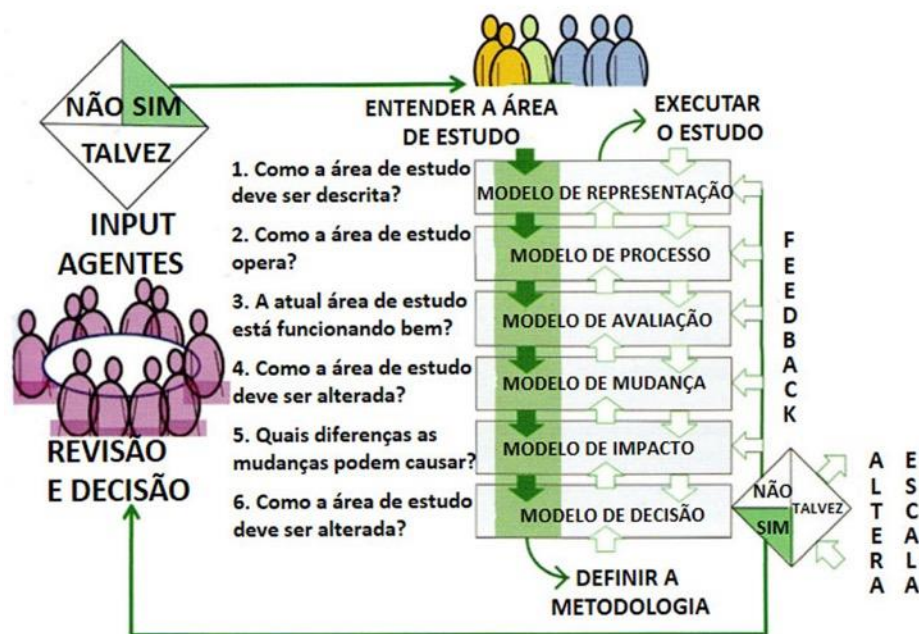 NÃO SIM
TALVEZ
INPUT
AGENTES
REVISÃO
E DECISÃO
ENTENDER A ÁREA
DE ESTUDO
EXECUTAR
O ESTUDO
1. Como a área de estudo
deve ser descrita?
MODELO DE REPRESENTAÇÃO
2. Como a área de estudo
opera?
MODELO DE PROCESSO
3. A atual área de estudo
está funcionando bem?
MODELO DE AVALIAÇÃO
4. Como a área de estudo
deve ser alterada?
MODELO DE MUDANÇA
5. Quais diferenças as
mudanças podem causar?
MODELO DE IMPACTO
6. Como a área de estudo
deve ser alterada?
MODELO DE DECISÃO
DEFINIR A
METODOLOGIA
FEEDBACK
NÃO
TALVEZ
SIM
ALTERA
ESCALA